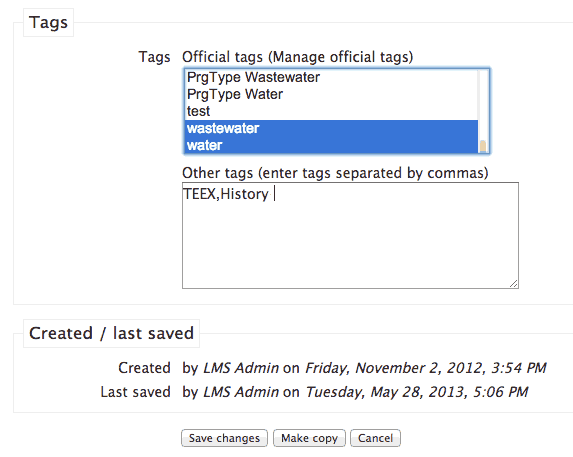 Tags
Tags Official tags (Manage official tags)
PrgType Wastewater
PrgType Water
test
wastewater
water
Other tags (enter tags separated by commas)
TEEX,History
Created / last saved
Created by LMS Admin on Friday, November 2, 2012, 3:54 PM
Last saved by LMS Admin on Tuesday, May 28, 2013, 5:06 PM
Save changes Make copy Cancel